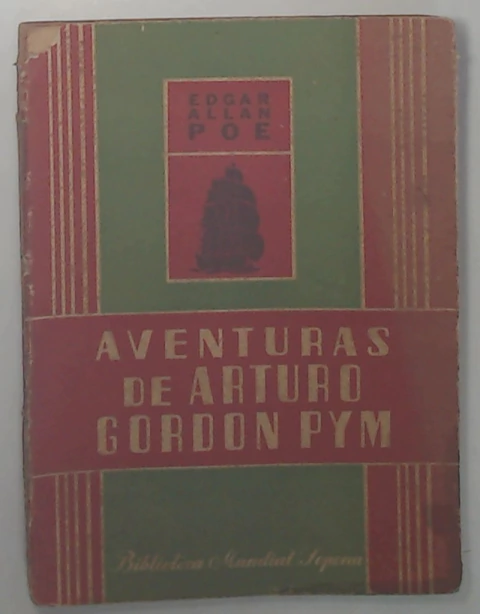 EDGAR
ALLAN
POE
AVENTURAS
DE ARTURO
GORDON PYM
Biblioteca Mundial Sopena